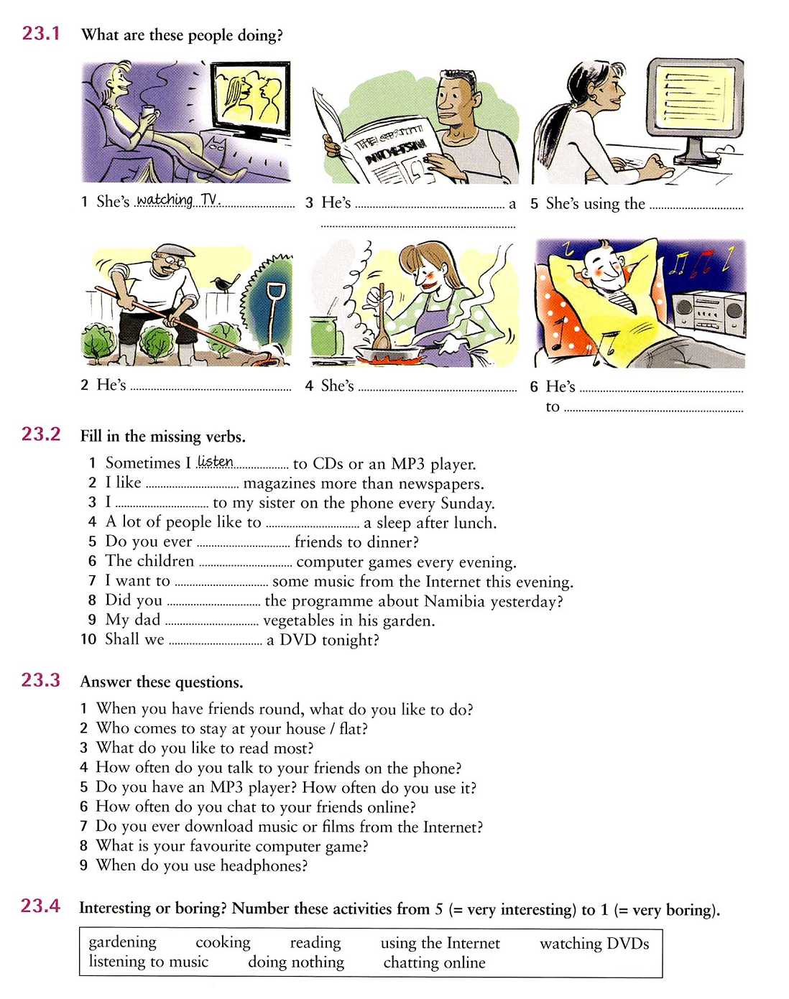 23.1 What are these people doing?
THE
1 She's watching TV.
3 He's a
5 She's using the
2 He's
4 She's
6 He's
to
23.2 Fill in the missing verbs.
1 Sometimes I listen to CDs or an MP3 player.
2 I like magazines more than newspapers.
3 I to my sister on the phone every Sunday.
4 A lot of people like to a sleep after lunch.
5 Do you ever friends to dinner?
6 The children computer games every evening.
7 I want to some music from the Internet this evening.
8 Did you the programme about Namibia yesterday?
9 My dad vegetables in his garden.
10 Shall we a DVD tonight?
23.3 Answer these questions.
1 When you have friends round, what do you like to do?
2 Who comes to stay at your house / flat?
3 What do you like to read most?
4 How often do you talk to your friends on the phone?
5 Do you have an MP3 player? How often do you use it?
6 How often do you chat to your friends online?
7 Do you ever download music or films from the Internet?
8 What is your favourite computer game?
9 When do you use headphones?
23.4 Interesting or boring? Number these activities from 5 (= very interesting) to 1 (= very boring).
gardening cooking reading using the Internet watching DVDs
listening to music doing nothing chatting online